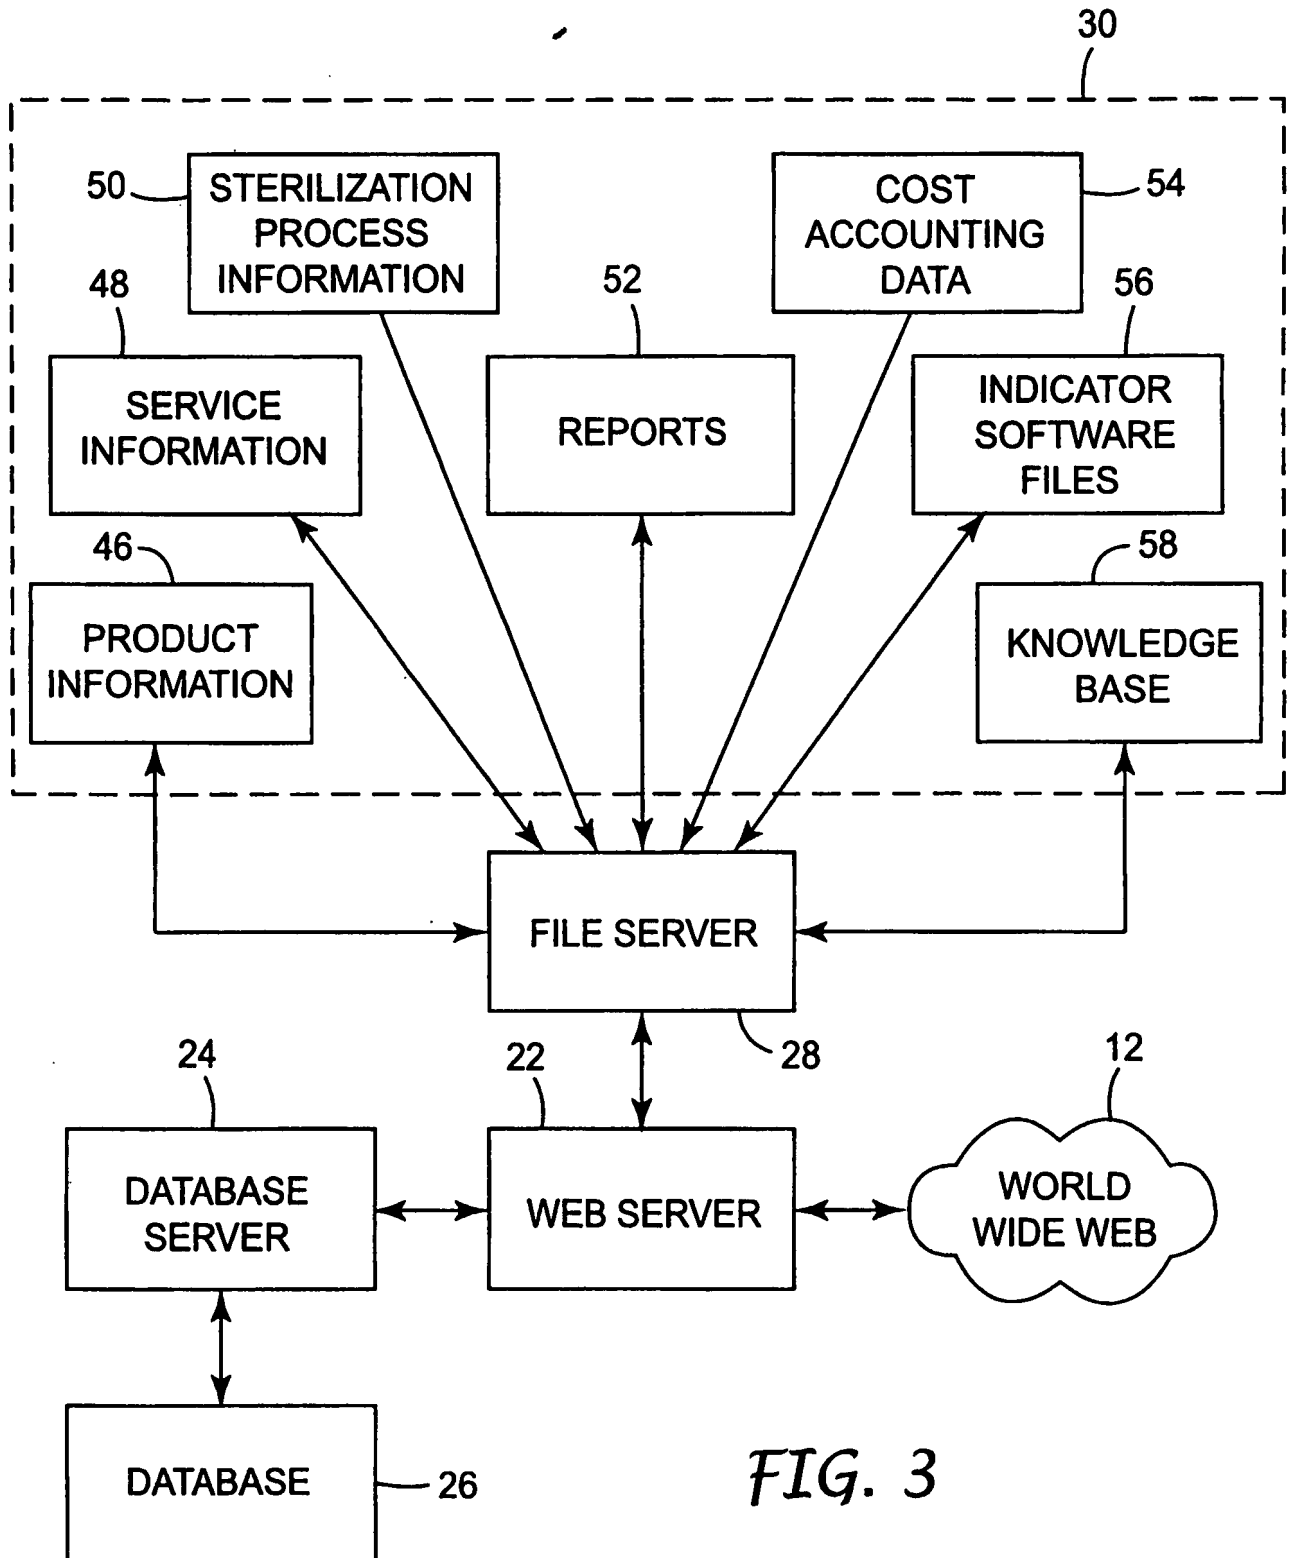 30
50
STERILIZATION
PROCESS
INFORMATION
COST
ACCOUNTING
DATA
54
48
SERVICE
INFORMATION
52
REPORTS
56
INDICATOR
SOFTWARE
FILES
46
PRODUCT
INFORMATION
58
KNOWLEDGE
BASE
FILE SERVER
28
24
DATABASE
SERVER
22
WEB SERVER
12
WORLD
WIDE WEB
DATABASE
26
FIG. 3